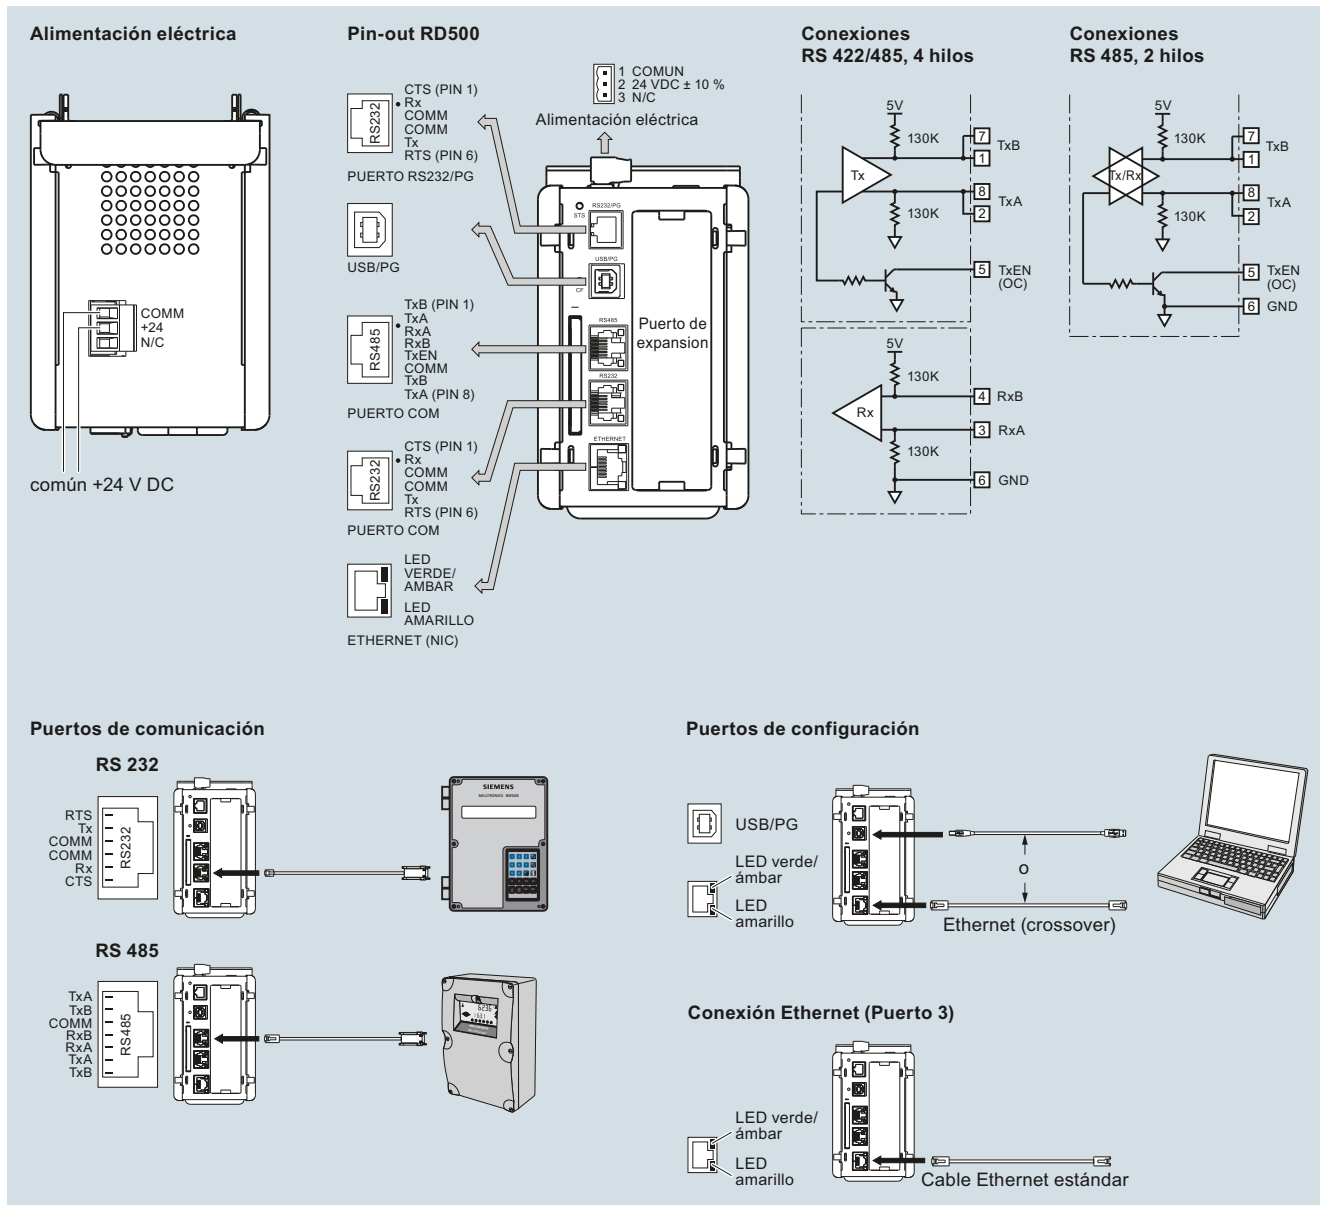 Alimentación eléctrica
COMM
+24
N/C
común +24 V DC
Pin-out RD500
CTS (PIN 1)
Rx
COMM
COMM
Tx
RTS (PIN 6)
RS232
PUERTO RS232/PG
USB/PG
TxB (PIN 1)
TxA
RxA
RxB
TxEN
COMM
TxB
TxA (PIN 8)
RS485
PUERTO COM
CTS (PIN 1)
Rx
COMM
COMM
Tx
RTS (PIN 6)
RS232
PUERTO COM
LED
VERDE/
AMBAR
LED
AMARILLO
ETHERNET (NIC)
1 COMUN
2 24 VDC ± 10 %
3 N/C
Alimentación eléctrica
RS232/PG
STS
USB/PG
CF
RS485
RS232
ETHERNET
Puerto de
expansion
Conexiones
RS 422/485, 4 hilos
5V
130K
7
TxB
1
Tx
8
TxA
2
130K
5 TxEN
(OC)
5V
130K
4 RxB
Rx
3 RxA
130K
6 GND
Conexiones
RS 485, 2 hilos
5V
130K
7
TxB
1
Tx/Rx
8
TxA
2
130K
5 TxEN
(OC)
6 GND
Puertos de comunicación
RS 232
RTS
Tx
COMM
COMM
Rx
CTS
RS232
SIEMENS
MILLTRONICS BW500
RS 485
TxA
TxB
COMM
RxB
RxA
TxA
TxB
RS485
Puertos de configuración
USB/PG
LED verde/
ámbar
LED
amarillo
O
Ethernet (crossover)
Conexión Ethernet (Puerto 3)
LED verde/
ámbar
LED
amarillo
Cable Ethernet estándar